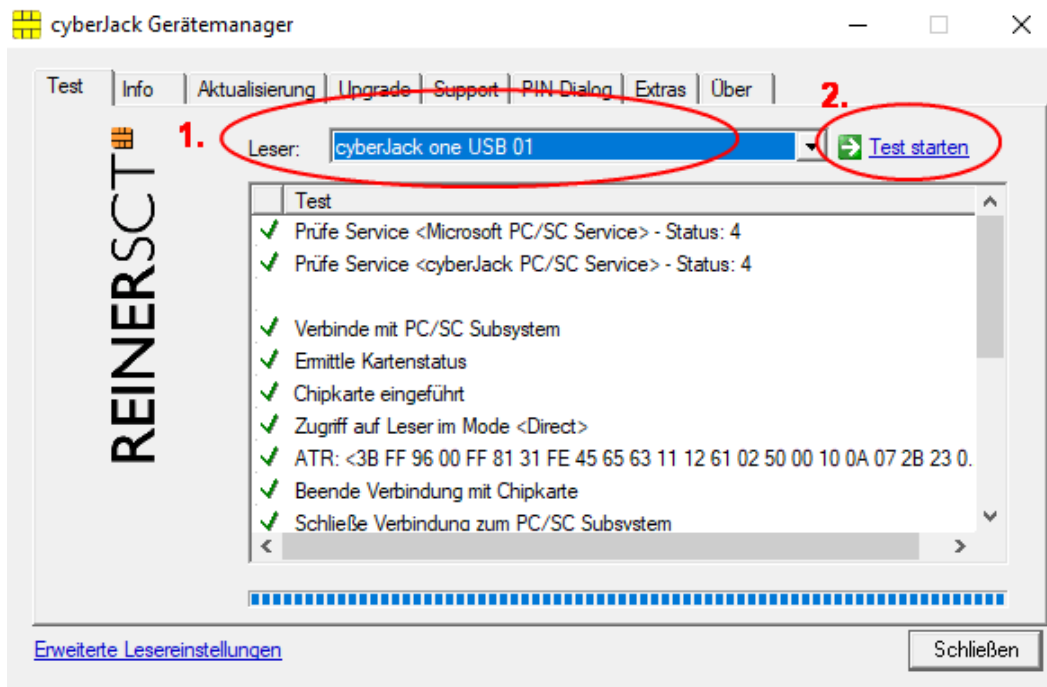 cyberJack Gerätemanager
Test Info Aktualisierung Upgrade Support PIN-Dialog Extras Über
1.
2.
REINERSCT
Leser: cyberJack one USB 01 Test starten
Test
Prüfe Service <Microsoft PC/SC Service> - Status: 4
Prüfe Service <cyberJack PC/SC Service> - Status: 4
Verbinde mit PC/SC Subsystem
Ermittle Kartenstatus
Chipkarte eingeführt
Zugriff auf Leser im Mode <Direct>
ATR: <3B FF 96 00 FF 81 31 FE 45 65 63 11 12 61 02 50 00 10 0A 07 2B 23 0.
Beende Verbindung mit Chipkarte
Schließe Verbindung zum PC/SC Subsystem
Erweiterte Lesereinstellungen Schließen